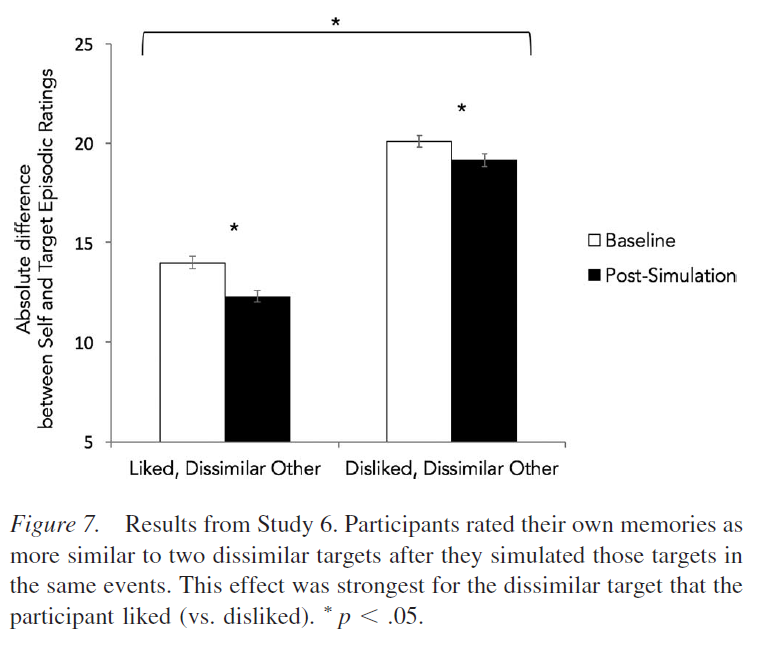 *
25
20
15
10
5
*
*
Absolute difference
between Self and Target Episodic Ratings
Baseline
Post-Simulation
Liked, Dissimilar Other
Disliked, Dissimilar Other
Figure 7. Results from Study 6. Participants rated their own memories as
more similar to two dissimilar targets after they simulated those targets in
the same events. This effect was strongest for the dissimilar target that the
participant liked (vs. disliked). * p < .05.